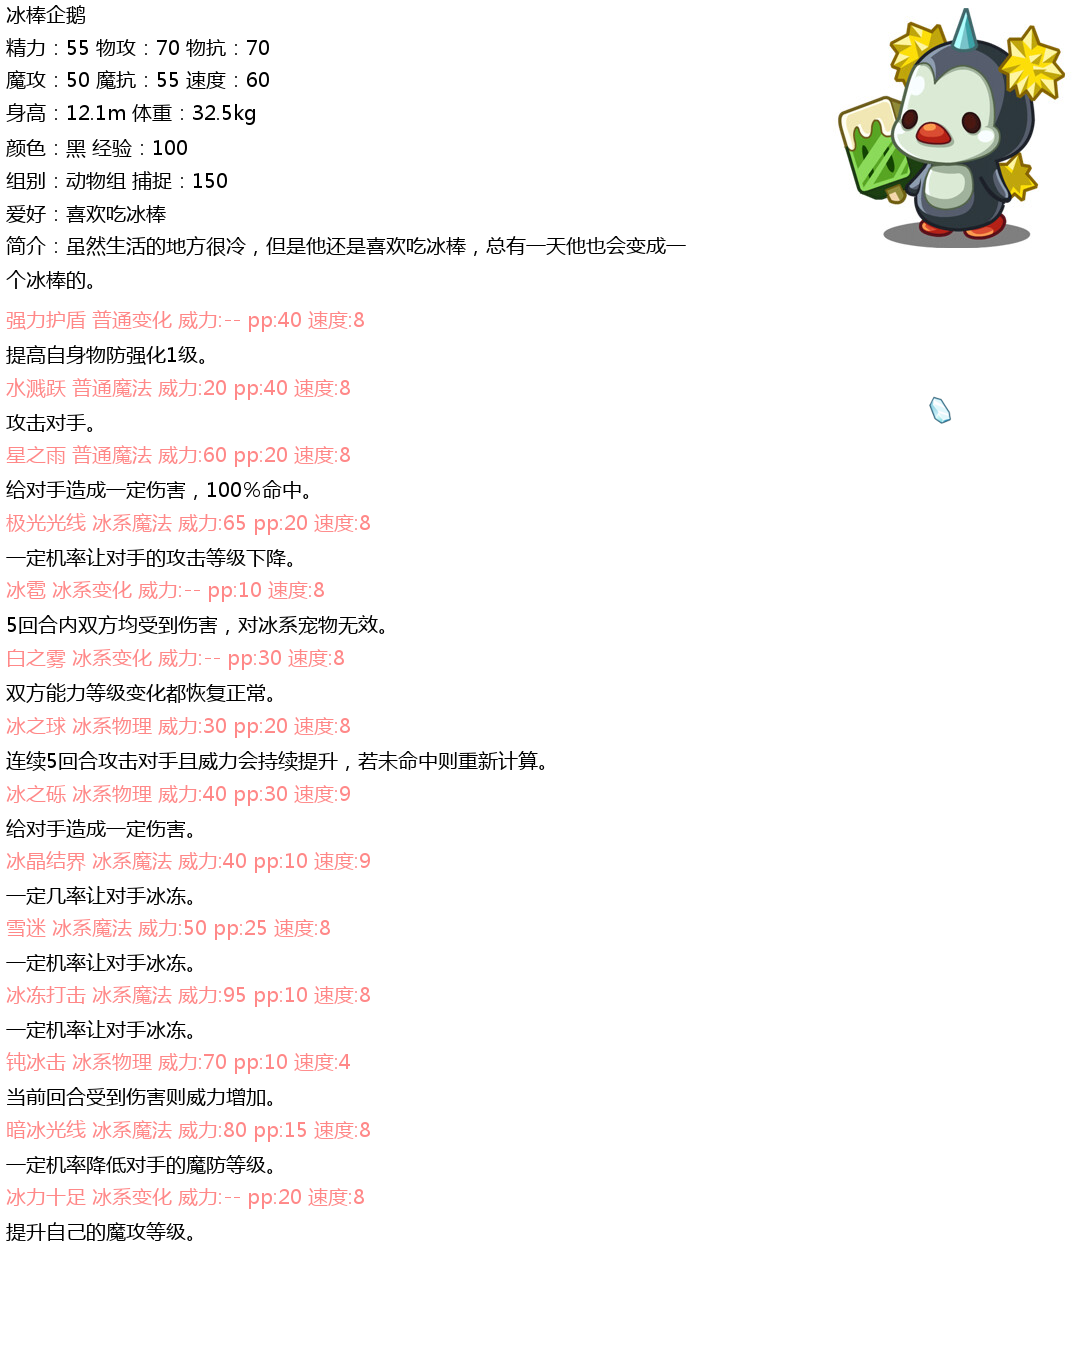 冰棒企鹅
精力：55 物攻：70 物抗：70
魔攻：50 魔抗：55 速度：60
身高：12.1m 体重：32.5kg
颜色：黑 经验：100
组别：动物组 捕捉：150
爱好：喜欢吃冰棒
简介：虽然生活的地方很冷，但是他还是喜欢吃冰棒，总有一天他也会变成一
个冰棒的。
强力护盾 普通变化 威力:-- pp:40 速度:8
提高自身物防强化1级。
水溅跃 普通魔法 威力:20 pp:40 速度:8
攻击对手。
星之雨 普通魔法 威力:60 pp:20 速度:8
给对手造成一定伤害，100%命中。
极光光线 冰系魔法 威力:65 pp:20 速度:8
一定机率让对手的攻击等级下降。
冰雹 冰系变化 威力:-- pp:10 速度:8
5回合内双方均受到伤害，对冰系宠物无效。
白之雾 冰系变化 威力:-- pp:30 速度:8
双方能力等级变化都恢复正常。
冰之球 冰系物理 威力:30 pp:20 速度:8
连续5回合攻击对手且威力会持续提升，若未命中则重新计算。
冰之砾 冰系物理 威力:40 pp:30 速度:9
给对手造成一定伤害。
冰晶结界 冰系魔法 威力:40 pp:10 速度:9
一定几率让对手冰冻。
雪迷 冰系魔法 威力:50 pp:25 速度:8
一定机率让对手冰冻。
冰冻打击 冰系魔法 威力:95 pp:10 速度:8
一定机率让对手冰冻。
钝冰击 冰系物理 威力:70 pp:10 速度:4
当前回合受到伤害则威力增加。
暗冰光线 冰系魔法 威力:80 pp:15 速度:8
一定机率降低对手的魔防等级。
冰力十足 冰系变化 威力:-- pp:20 速度:8
提升自己的魔攻等级。